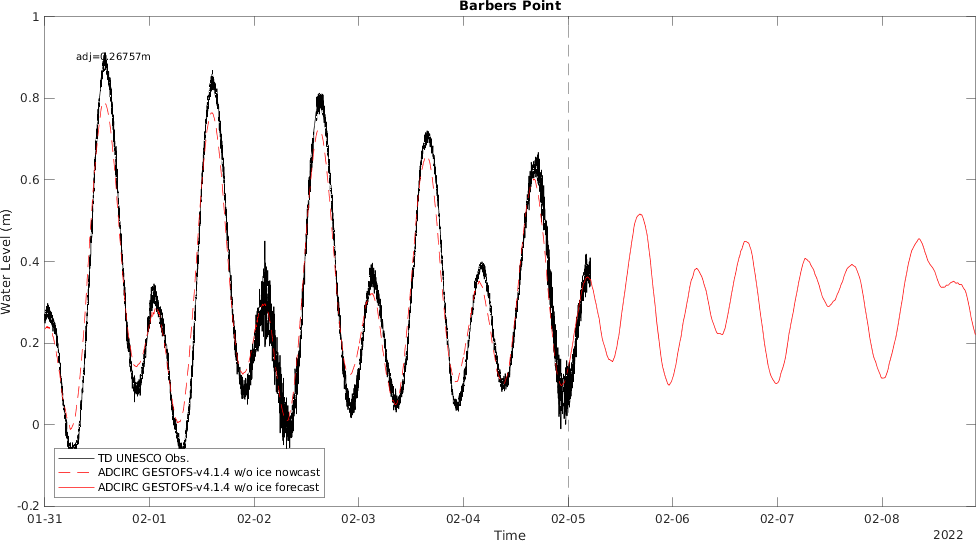 Barbers Point
adj=0.26757m
1
0.8
0.6
0.4
0.2
0
-0.2
Water Level (m)
TD UNESCO Obs.
ADCIRC GESTOFS-v4.1.4 w/o ice nowcast
ADCIRC GESTOFS-v4.1.4 w/o ice forecast
01-31 02-01 02-02 02-03 02-04 02-05 02-06 02-07 02-08
Time
2022